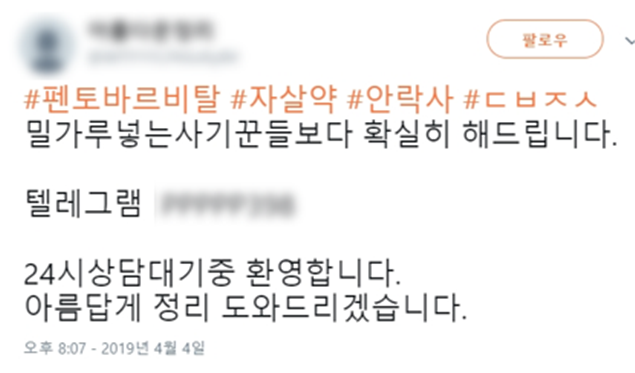 팔로우
#펜토바르비탈 #자살약 #안락사 #ㄷㅂㅈㅅ
밀가루넣는사기꾼들보다 확실히 해드립니다.
텔레그램
24시상담대기중 환영합니다.
아름답게 정리 도와드리겠습니다.
오후 8:07 - 2019년 4월 4일